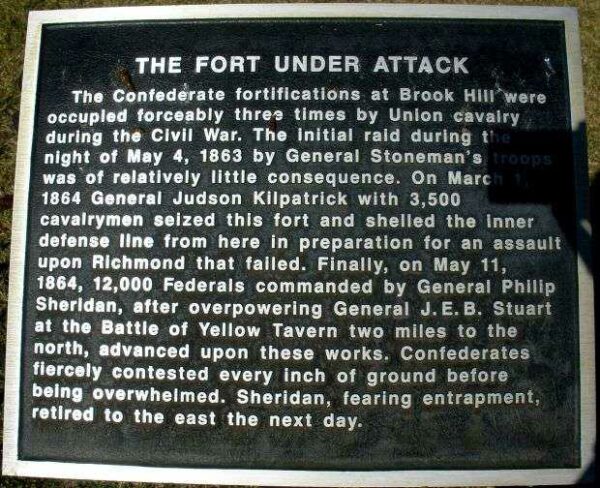 THE FORT UNDER ATTACK
The Confederate fortifications at Brook Hill were
occupied forceably three times by Union cavalry
during the Civil War. The initial raid during the
night of May 4, 1863 by General Stoneman's troops
was of relatively little consequence. On March 1,
1864 General Judson Kilpatrick with 3,500
cavalrymen seized this fort and shelled the inner
defense line from here in preparation for an assault
upon Richmond that failed. Finally, on May 11,
1864, 12,000 Federals commanded by General Philip
Sheridan, after overpowering General J.E.B. Stuart
at the Battle of Yellow Tavern two miles to the
north, advanced upon these works. Confederates
fiercely contested every inch of ground before
being overwhelmed. Sheridan, fearing entrapment,
retired to the east the next day.